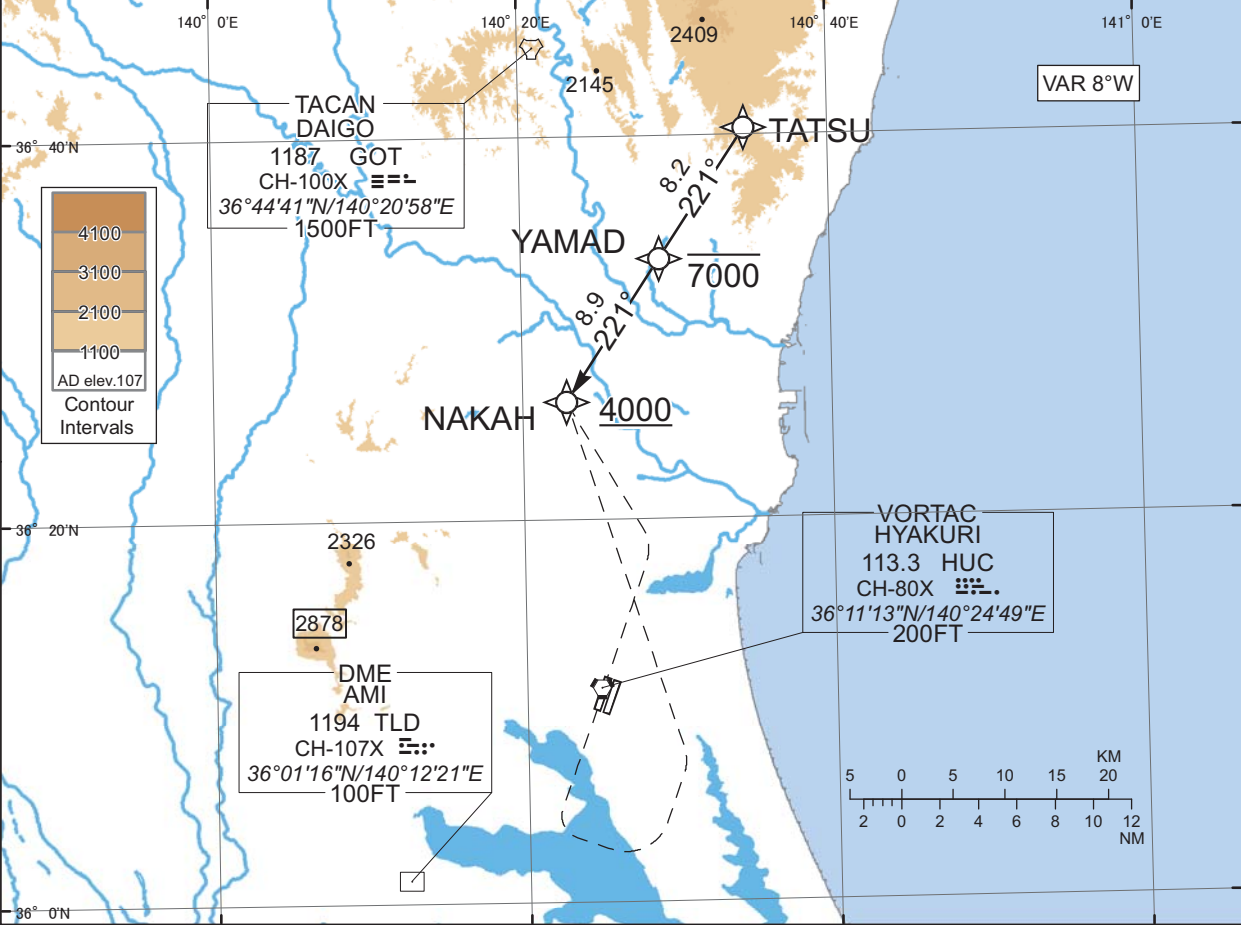 140° 0'E
140° 20'E
140° 40'E
141° 0'E
2409
2145
VAR 8°W
TACAN
DAIGO
1187 GOT
CH-100X
36°44'41"N/140°20'58"E
1500FT
TATSU
36° 40'N
8.2
221°
YAMAD
7000
4100
3100
2100
1100
AD elev.107
Contour
Intervals
8.9
221°
NAKAH
4000
36° 20'N
2326
VORTAC
HYAKURI
113.3 HUC
CH-80X
36°11'13"N/140°24'49"E
200FT
2878
DME
AMI
1194 TLD
CH-107X
36°01'16"N/140°12'21"E
100FT
KM
5 0 5 10 15 20
2 0 2 4 6 8 10 12
NM
36° 0'N